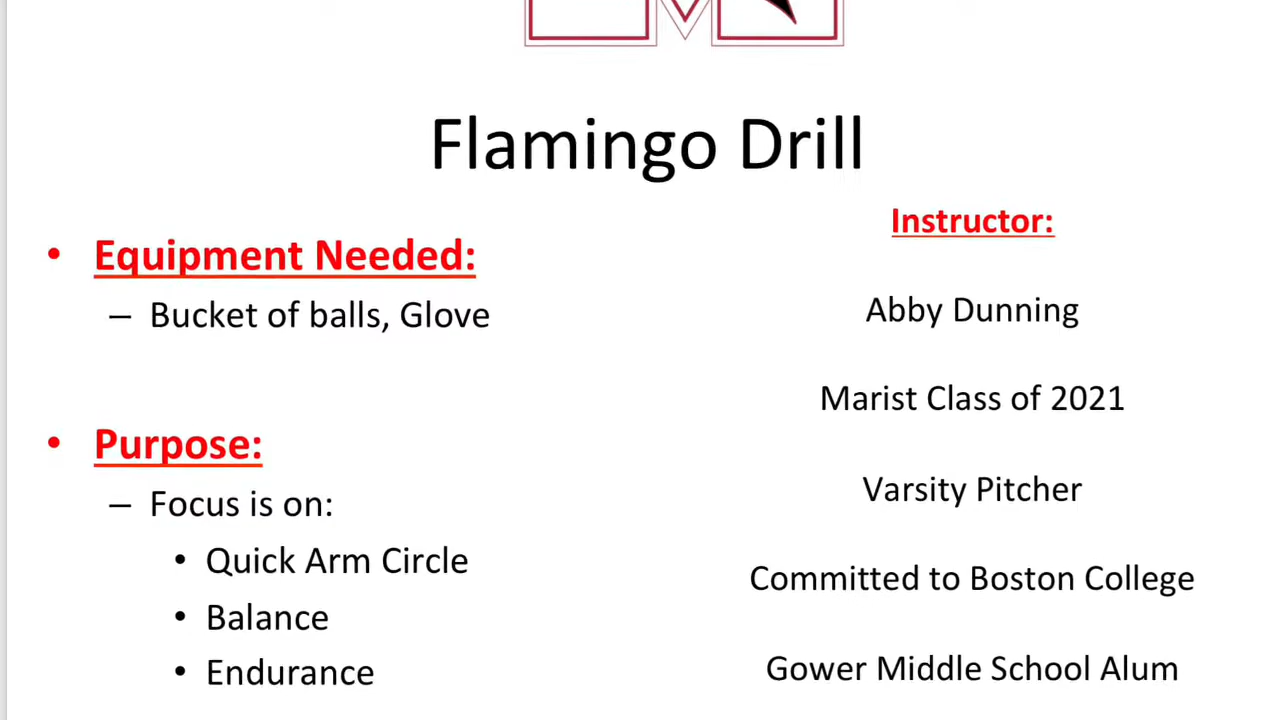 Flamingo Drill
• Equipment Needed:
– Bucket of balls, Glove
• Purpose:
– Focus is on:
• Quick Arm Circle
• Balance
• Endurance
Instructor:
Abby Dunning
Marist Class of 2021
Varsity Pitcher
Committed to Boston College
Gower Middle School Alum